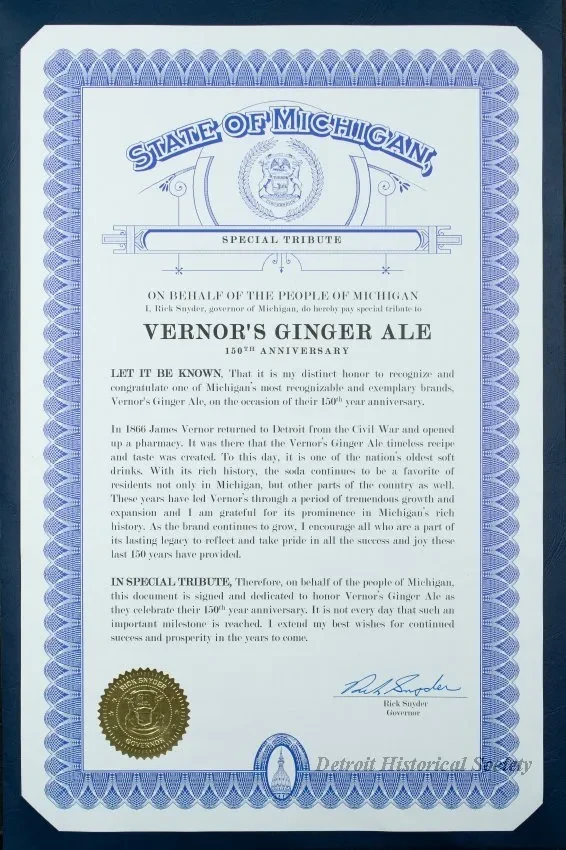 STATE OF MICHIGAN,
SPECIAL TRIBUTE
ON BEHALF OF THE PEOPLE OF MICHIGAN
I, Rick Snyder, governor of Michigan, do hereby pay special tribute to
VERNOR'S GINGER ALE
150TH ANNIVERSARY
LET IT BE KNOWN, That it is my distinct honor to recognize and
congratulate one of Michigan's most recognizable and exemplary brands,
Vernor's Ginger Ale, on the occasion of their 150th year anniversary.
In 1866 James Vernor returned to Detroit from the Civil War and opened
up a pharmacy. It was there that the Vernor's Ginger Ale timeless recipe
and taste was created. To this day, it is one of the nation's oldest soft
drinks. With its rich history, the soda continues to be a favorite of
residents not only in Michigan, but other parts of the country as well.
These years have led Vernor's through a period of tremendous growth and
expansion and I am grateful for its prominence in Michigan's rich
history. As the brand continues to grow, I encourage all who are a part of
its lasting legacy to reflect and take pride in all the success and joy these
last 150 years have provided.
IN SPECIAL TRIBUTE, Therefore, on behalf of the people of Michigan,
this document is signed and dedicated to honor Vernor's Ginger Ale as
they celebrate their 150th year anniversary. It is not every day that such an
important milestone is reached. I extend my best wishes for continued
success and prosperity in the years to come.
Rick Snyder
Rick Snyder
Governor
RICK SNYDER
GOVERNOR
Detroit Historical Society